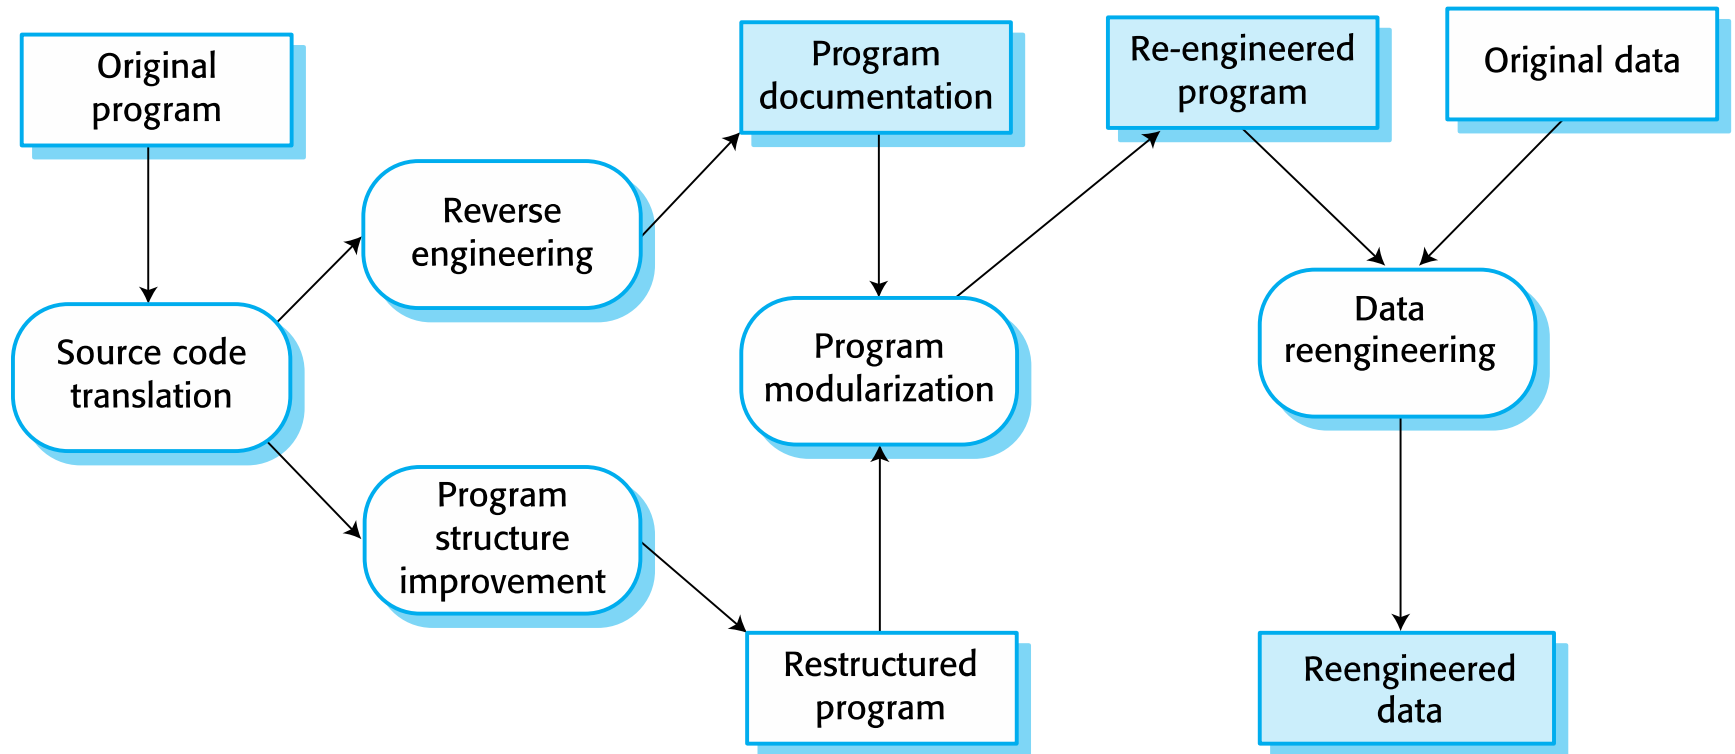 Original
program
Program
documentation
Re-engineered
program
Original data
Reverse
engineering
Source code
translation
Program
modularization
Data
reengineering
Program
structure
improvement
Restructured
program
Reengineered
data